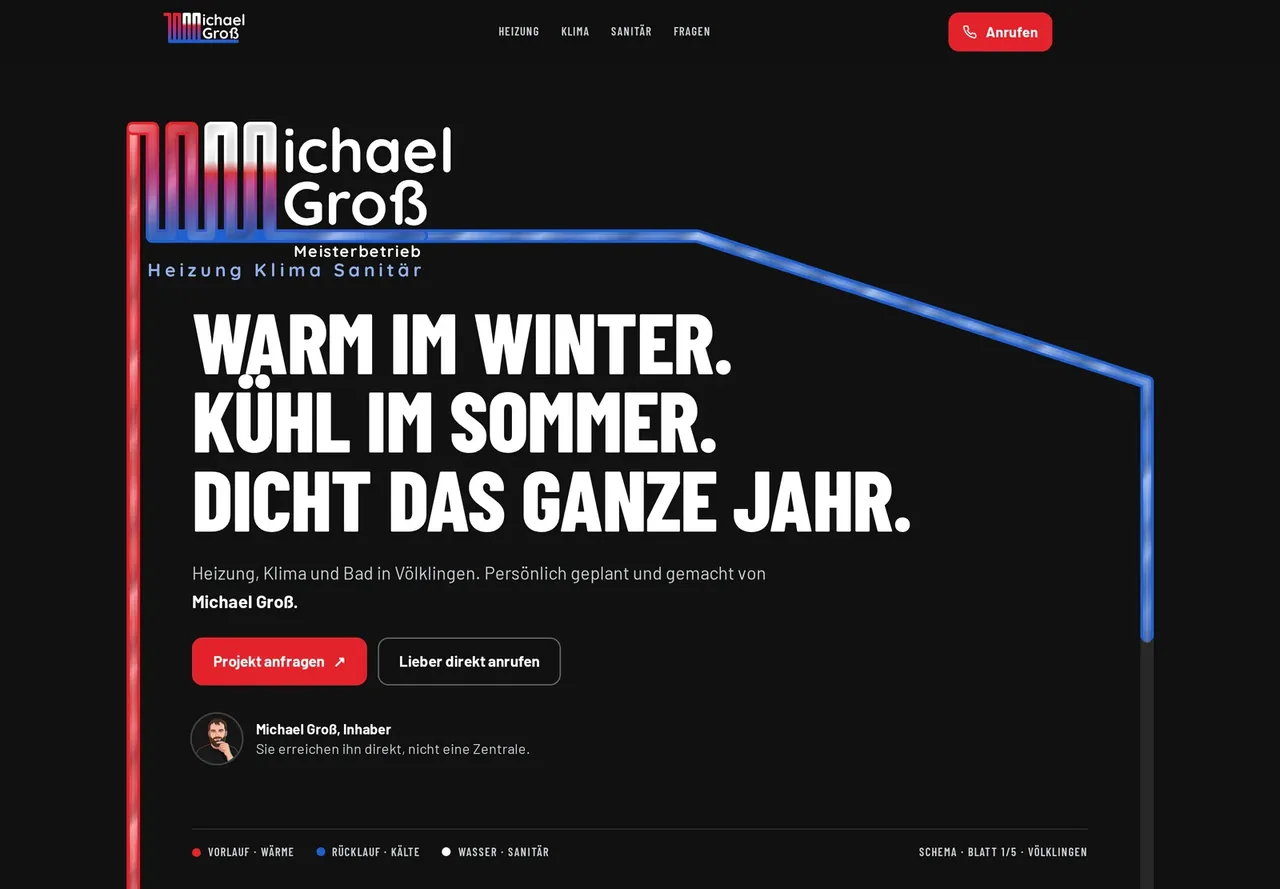 Michael
Groß
HEIZUNG KLIMA SANITÄR FRAGEN
Anrufen
Michael
Groß
Meisterbetrieb
Heizung Klima Sanitär
WARM IM WINTER.
KÜHL IM SOMMER.
DICHT DAS GANZE JAHR.
Heizung, Klima und Bad in Völklingen. Persönlich geplant und gemacht von
Michael Groß.
Projekt anfragen ↗
Lieber direkt anrufen
Michael Groß, Inhaber
Sie erreichen ihn direkt, nicht eine Zentrale.
VORLAUF · WÄRME RÜCKLAUF · KÄLTE WASSER · SANITÄR SCHEMA · BLATT 1/5 · VÖLKLINGEN